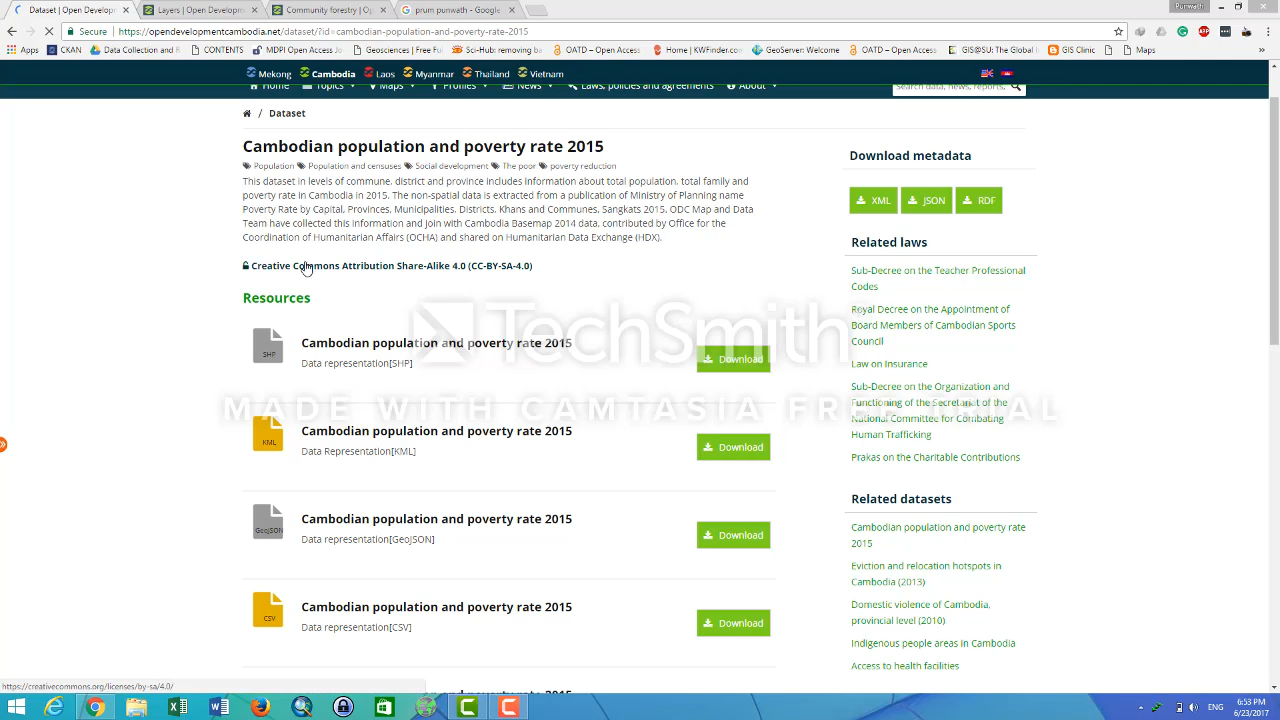 Dataset | Open Developm
Layers | Open Developm
Community forestry | Op
prum punwath - Google
Punwath
Secure
https://opendevelopmentcambodia.net/dataset/?id=cambodian-population-and-poverty-rate-2015
Apps
CKAN
Data Collection and R
CONTENTS
MDPI Open Access Jo
Geosciences | Free Ful
Sci-Hub: removing ba
OATD – Open Access
Home | KWFinder.com
GeoServer: Welcome
OATD – Open Access
GIS@SU: The Global I
GIS Clinic
Maps
Mekong
Cambodia
Laos
Myanmar
Thailand
Vietnam
Home
Topics
Maps
Profiles
News
Laws, policies and agreements
About
Search data, news, reports,
/ Dataset
Cambodian population and poverty rate 2015
Population
Population and censuses
Social development
The poor
poverty reduction
This dataset in levels of commune, district and province includes information about total population, total family and
poverty rate in Cambodia in 2015. The non-spatial data is extracted from a publication of Ministry of Planning name
Poverty Rate by Capital, Provinces, Municipalities, Districts, Khans and Communes, Sangkats 2015. ODC Map and Data
Team have collected this information and join with Cambodia Basemap 2014 data, contributed by Office for the
Coordination of Humanitarian Affairs (OCHA) and shared on Humanitarian Data Exchange (HDX).
Creative Commons Attribution Share-Alike 4.0 (CC-BY-SA-4.0)
Resources
SHP
Cambodian population and poverty rate 2015
Data representation[SHP]
Download
KML
Cambodian population and poverty rate 2015
Data Representation[KML]
Download
GeoJSON
Cambodian population and poverty rate 2015
Data representation[GeoJSON]
Download
CSV
Cambodian population and poverty rate 2015
Data representation[CSV]
Download
Download metadata
XML
JSON
RDF
Related laws
Sub-Decree on the Teacher Professional
Codes
Royal Decree on the Appointment of
Board Members of Cambodian Sports
Council
Law on Insurance
Sub-Decree on the Organization and
Functioning of the Secretariat of the
National Committee for Combating
Human Trafficking
Prakas on the Charitable Contributions
Related datasets
Cambodian population and poverty rate
2015
Eviction and relocation hotspots in
Cambodia (2013)
Domestic violence of Cambodia,
provincial level (2010)
Indigenous people areas in Cambodia
Access to health facilities
TechSmith
MADE WITH CAMTASIA FREE TRIAL
https://creativecommons.org/licenses/by-sa/4.0/
ENG
6:53 PM
6/23/2017